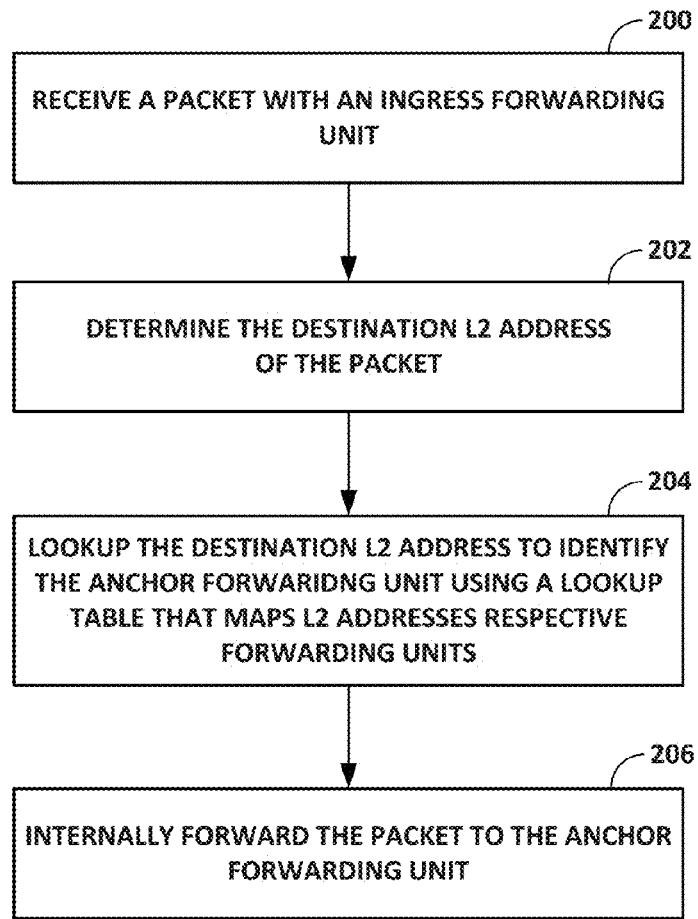 200
RECEIVE A PACKET WITH AN INGRESS FORWARDING
UNIT
202
DETERMINE THE DESTINATION L2 ADDRESS
OF THE PACKET
204
LOOKUP THE DESTINATION L2 ADDRESS TO IDENTIFY
THE ANCHOR FORWARIDNG UNIT USING A LOOKUP
TABLE THAT MAPS L2 ADDRESSES RESPECTIVE
FORWARDING UNITS
206
INTERNALLY FORWARD THE PACKET TO THE ANCHOR
FORWARDING UNIT